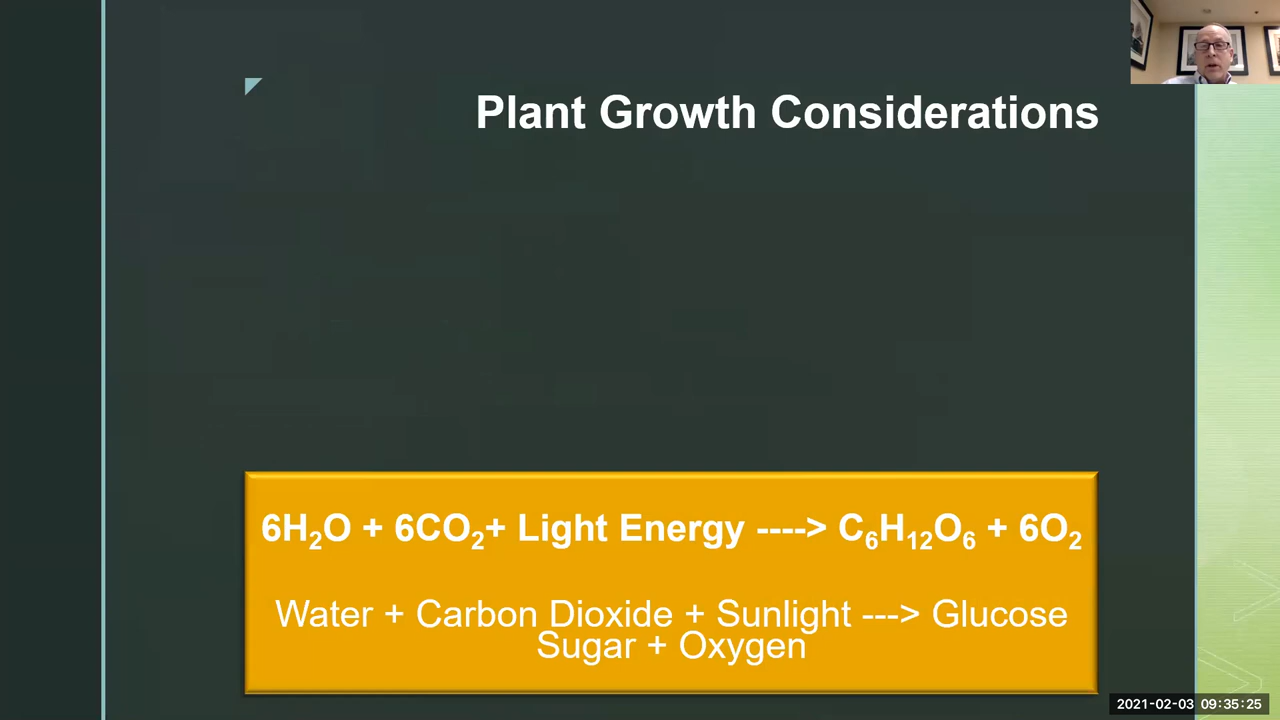 Plant Growth Considerations
6H₂O + 6CO₂+ Light Energy ----> C₆H₁₂O₆ + 6O₂
Water + Carbon Dioxide + Sunlight ---> Glucose
Sugar + Oxygen
2021-02-03 09:35:25